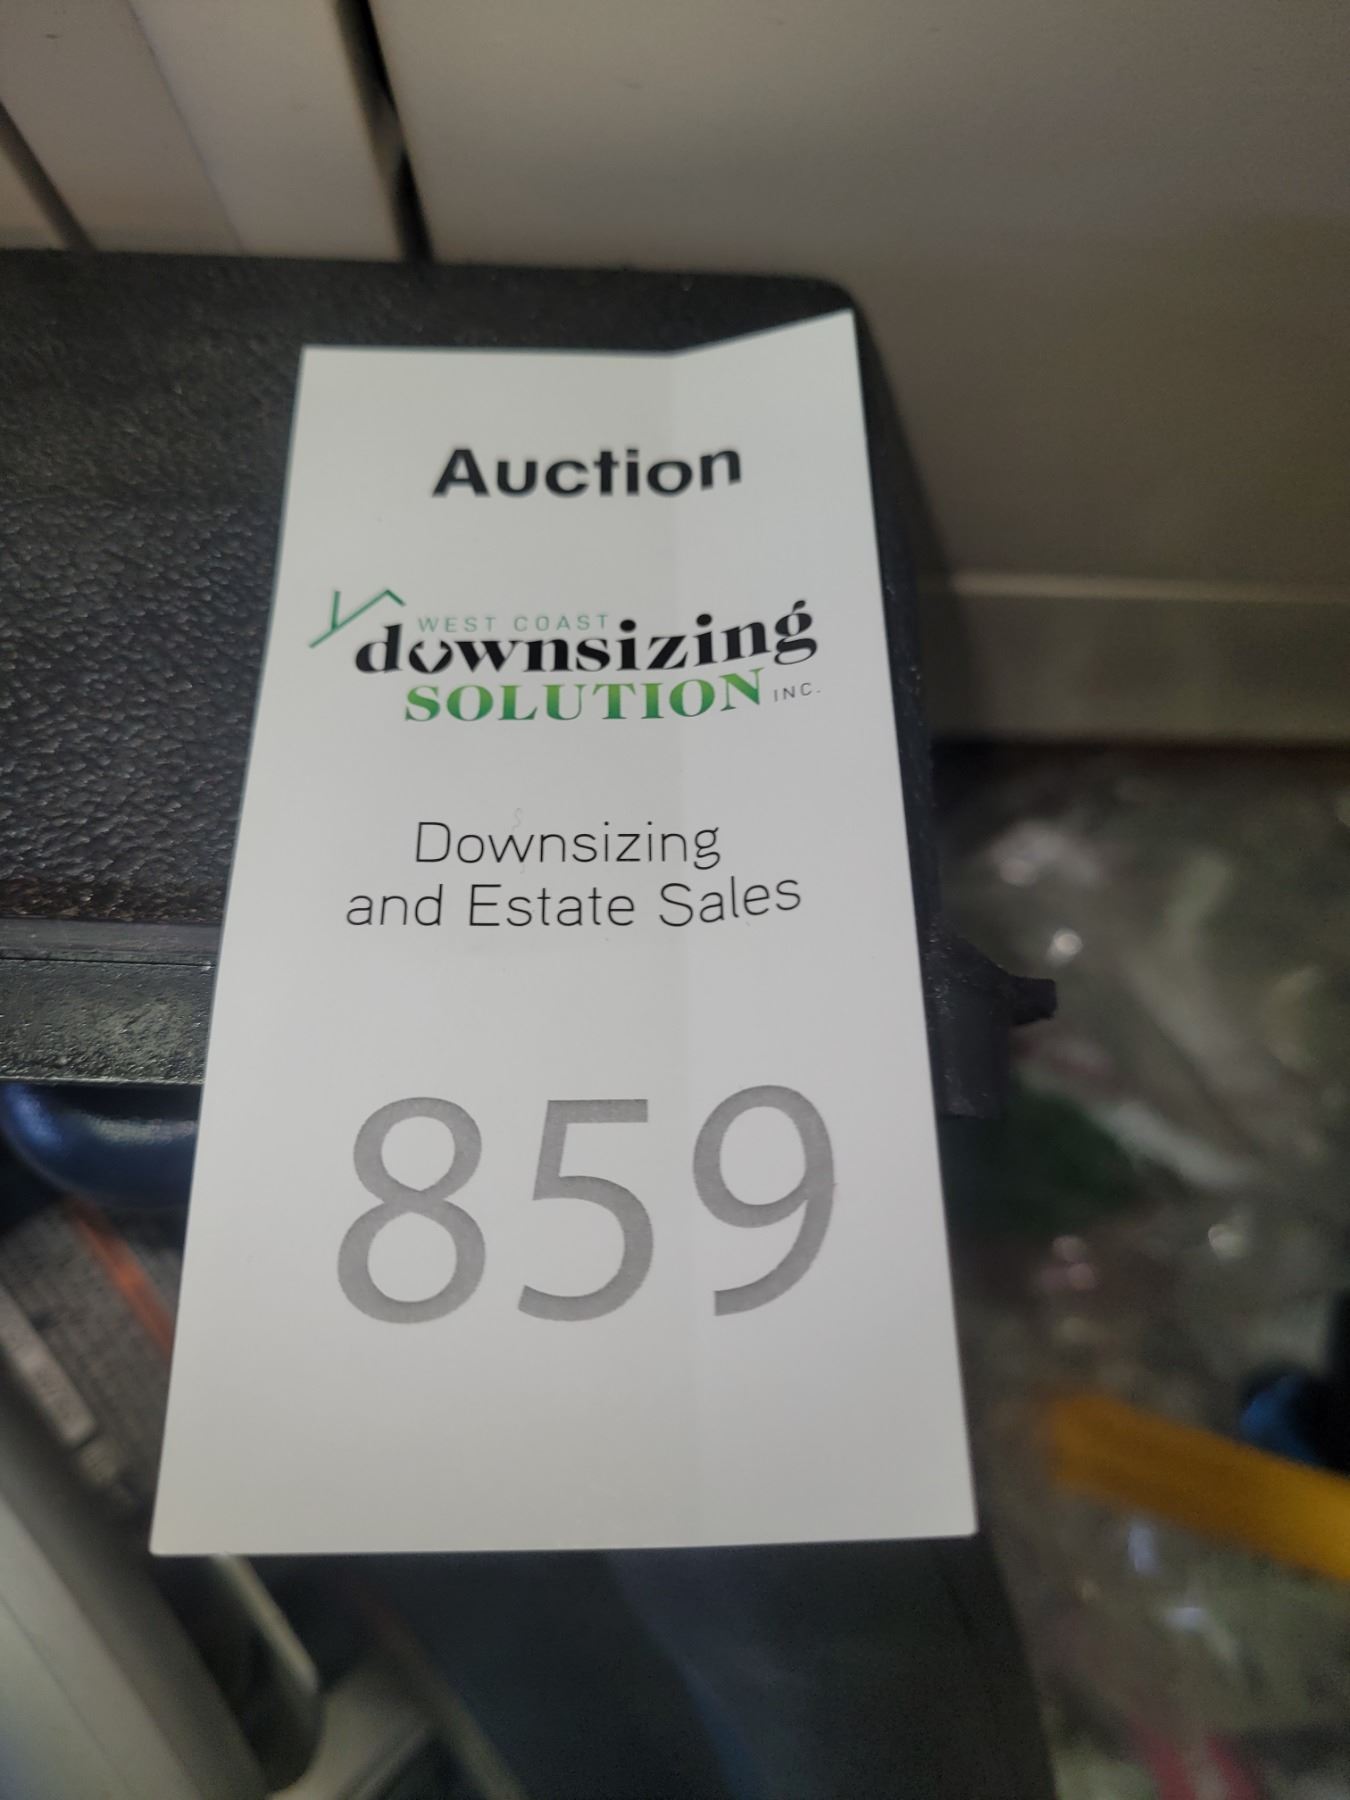 Auction
WEST COAST
downsizing
SOLUTION INC.
Downsizing
and Estate Sales
859